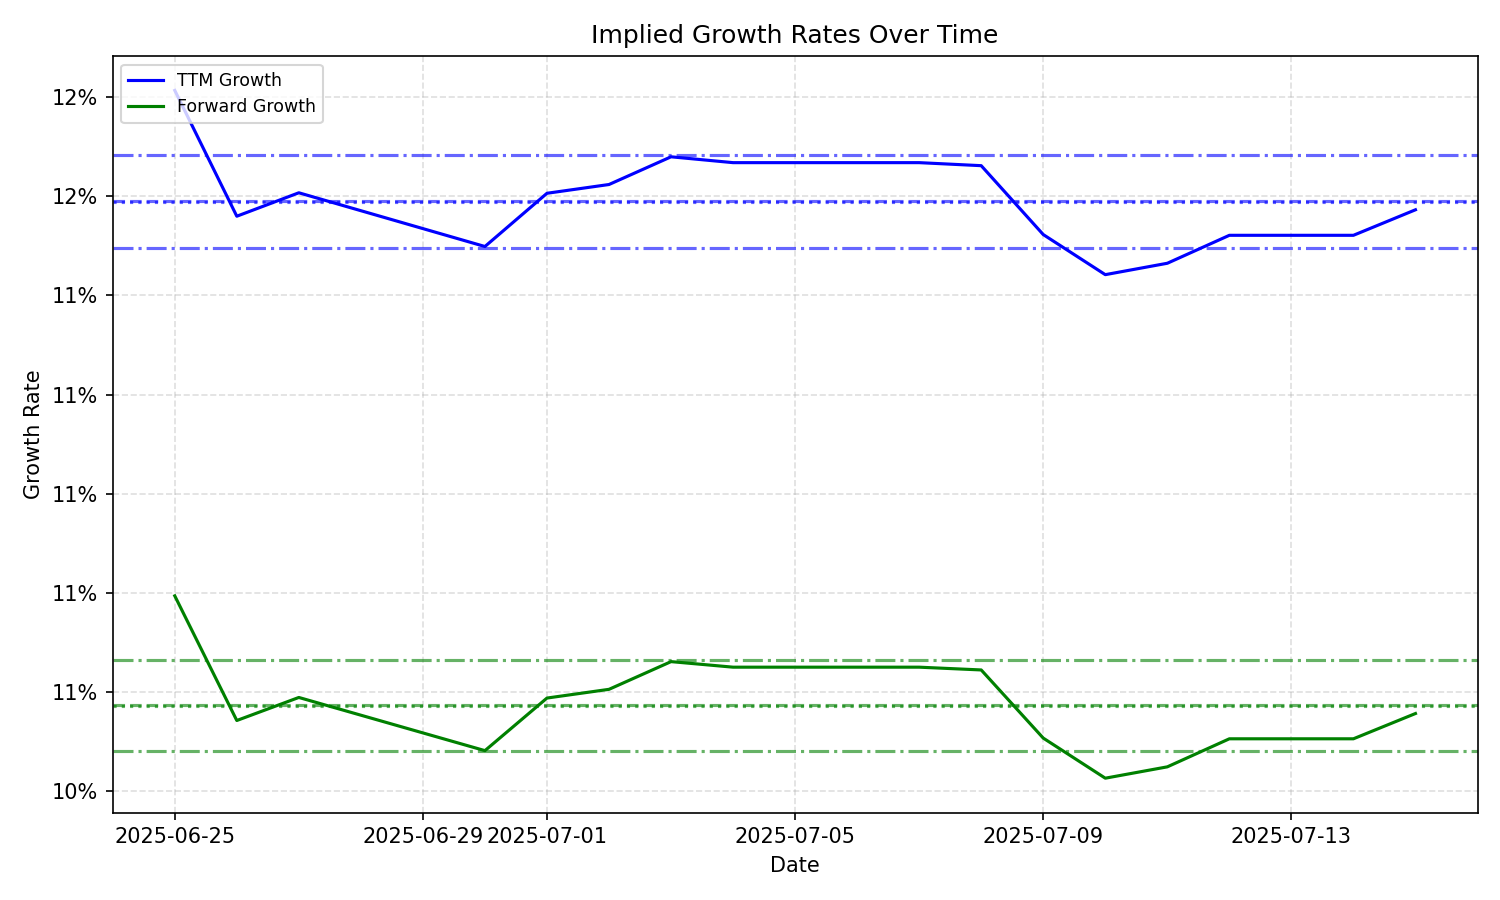 Implied Growth Rates Over Time
TTM Growth
Forward Growth
12%
12%
11%
11%
11%
11%
11%
10%
Growth Rate
2025-06-25
2025-06-29
2025-07-01
2025-07-05
2025-07-09
2025-07-13
Date